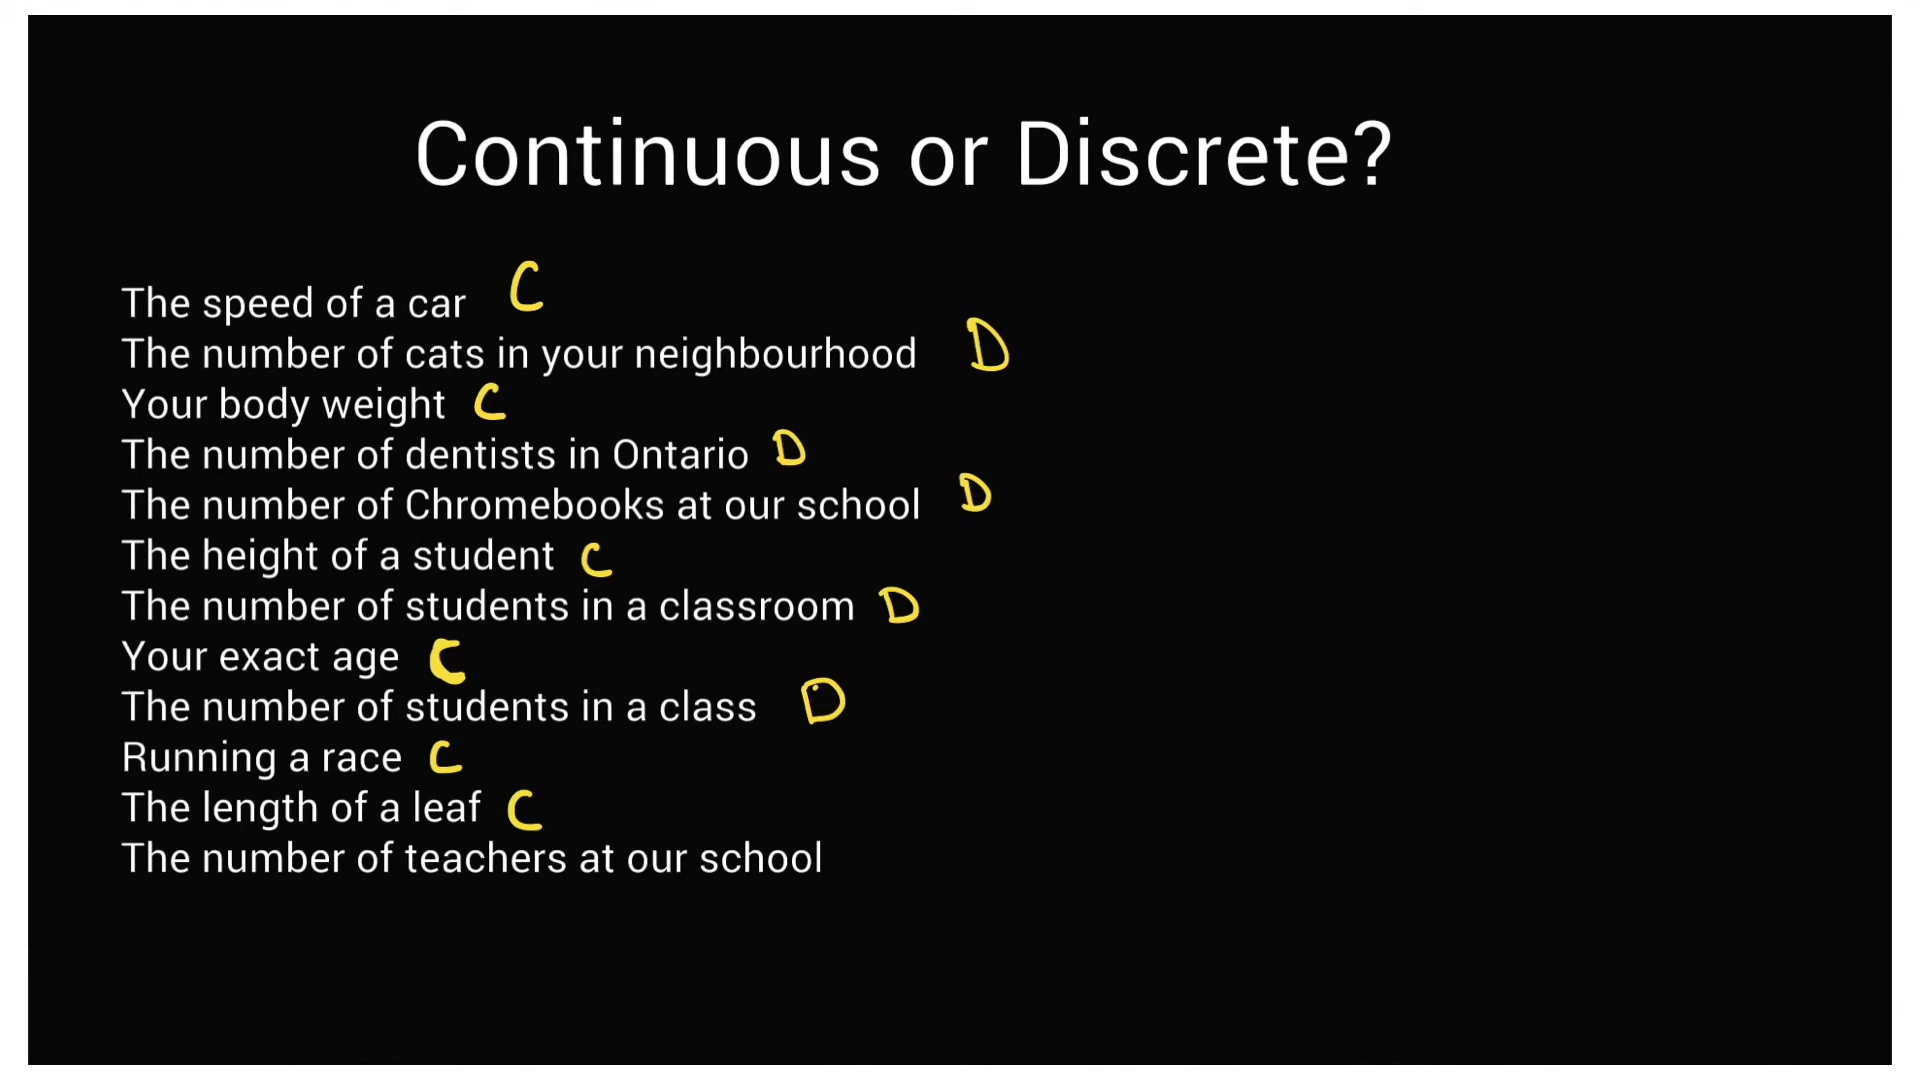 Continuous or Discrete?
The speed of a car C
The number of cats in your neighbourhood D
Your body weight C
The number of dentists in Ontario D
The number of Chromebooks at our school D
The height of a student C
The number of students in a classroom D
Your exact age C
The number of students in a class D
Running a race C
The length of a leaf C
The number of teachers at our school